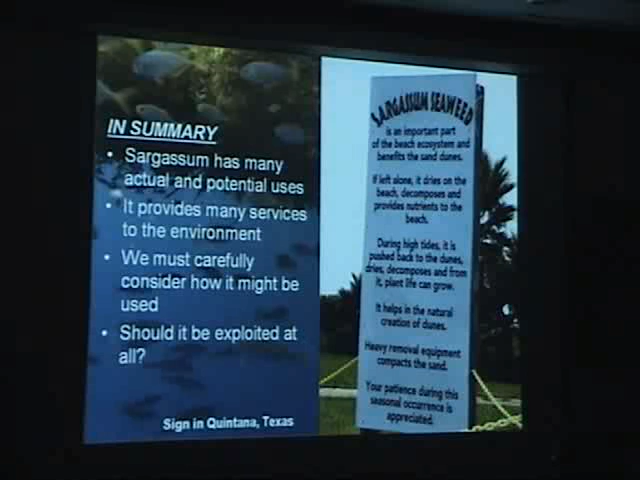 IN SUMMARY
• Sargassum has many
actual and potential uses
• It provides many services
to the environment
• We must carefully
consider how it might be
used
• Should it be exploited at
all?
Sign in Quintana, Texas
SARGASSUM SEAWEED
is an important part
of the beach ecosystem and
benefits the sand dunes.
If left alone, it dries on the
beach, decomposes and
provides nutrients to the
beach.
During high tides, it is
pushed back to the dunes,
dries, decomposes and from
it, plant life can grow.
It helps in the natural
creation of dunes.
Heavy removal equipment
compacts the sand.
Your patience during this
seasonal occurrence is
appreciated.